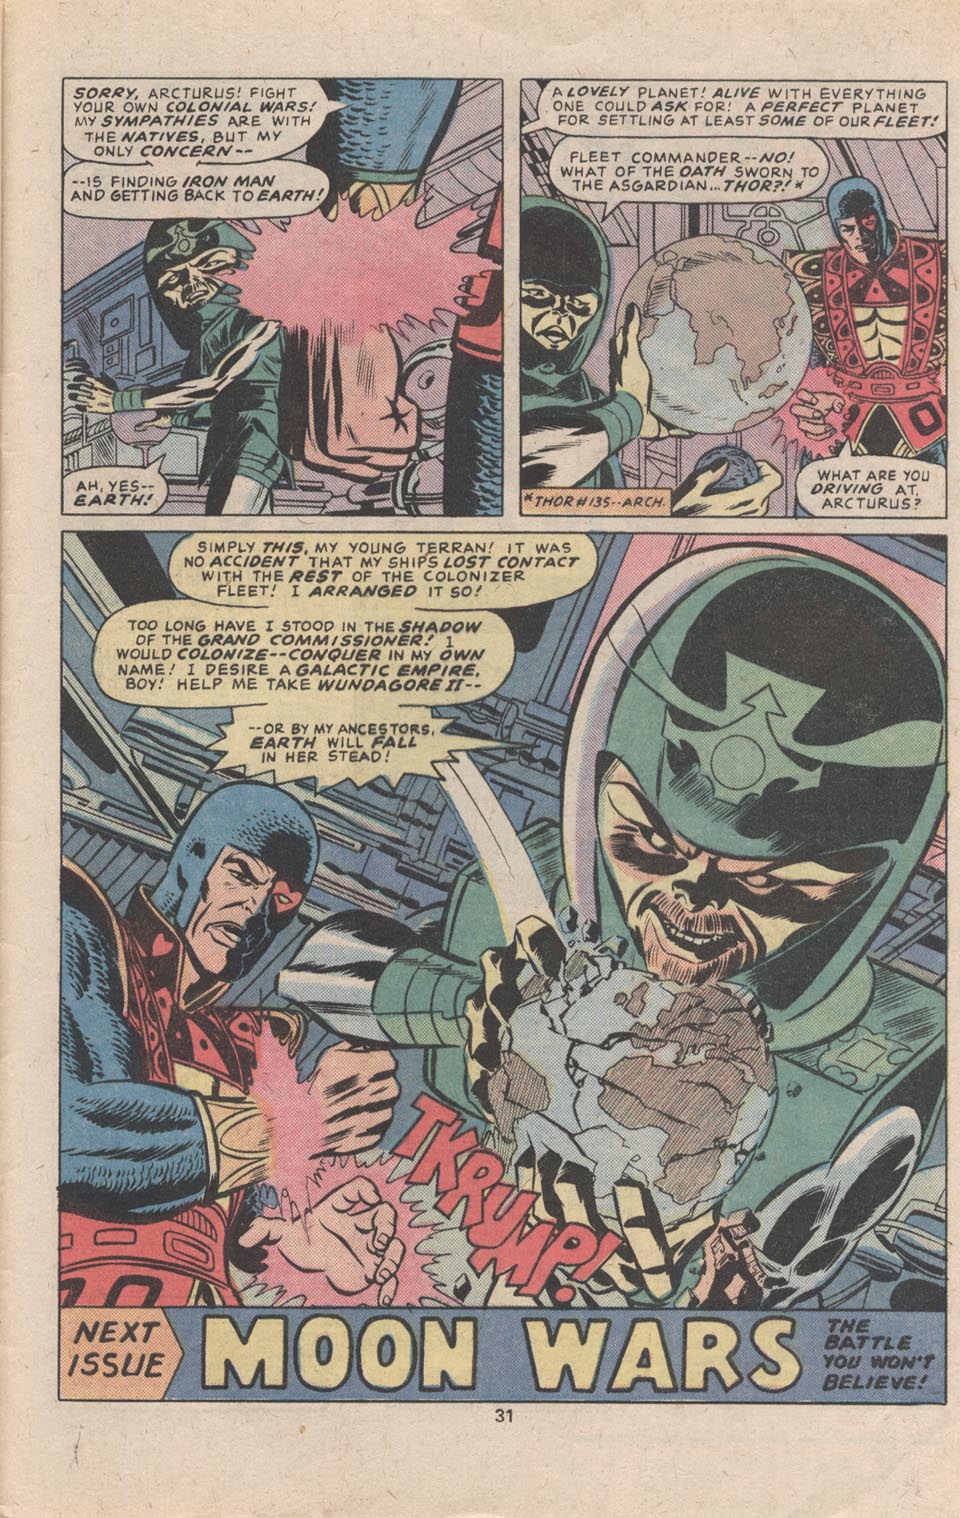 SORRY, ARCTURUS! FIGHT
YOUR OWN COLONIAL WARS!
MY SYMPATHIES ARE WITH
THE NATIVES, BUT MY
ONLY CONCERN--
--IS FINDING IRON MAN
AND GETTING BACK TO EARTH!
AH, YES--
EARTH!
A LOVELY PLANET! ALIVE WITH EVERYTHING
ONE COULD ASK FOR! A PERFECT PLANET
FOR SETTLING AT LEAST SOME OF OUR FLEET!
FLEET COMMANDER--NO!
WHAT OF THE OATH SWORN TO
THE ASGARDIAN...THOR?!*
*THOR #135--ARCH.
WHAT ARE YOU
DRIVING AT,
ARCTURUS?
SIMPLY THIS, MY YOUNG TERRAN! IT WAS
NO ACCIDENT THAT MY SHIPS LOST CONTACT
WITH THE REST OF THE COLONIZER
FLEET! I ARRANGED IT SO!
TOO LONG HAVE I STOOD IN THE SHADOW
OF THE GRAND COMMISSIONER! I
WOULD COLONIZE--CONQUER IN MY OWN
NAME! I DESIRE A GALACTIC EMPIRE,
BOY! HELP ME TAKE WUNDAGORE II--
--OR BY MY ANCESTORS,
EARTH WILL FALL
IN HER STEAD!
TKRUMP!
NEXT
ISSUE
MOON WARS
THE
BATTLE
YOU WON'T
BELIEVE!
31